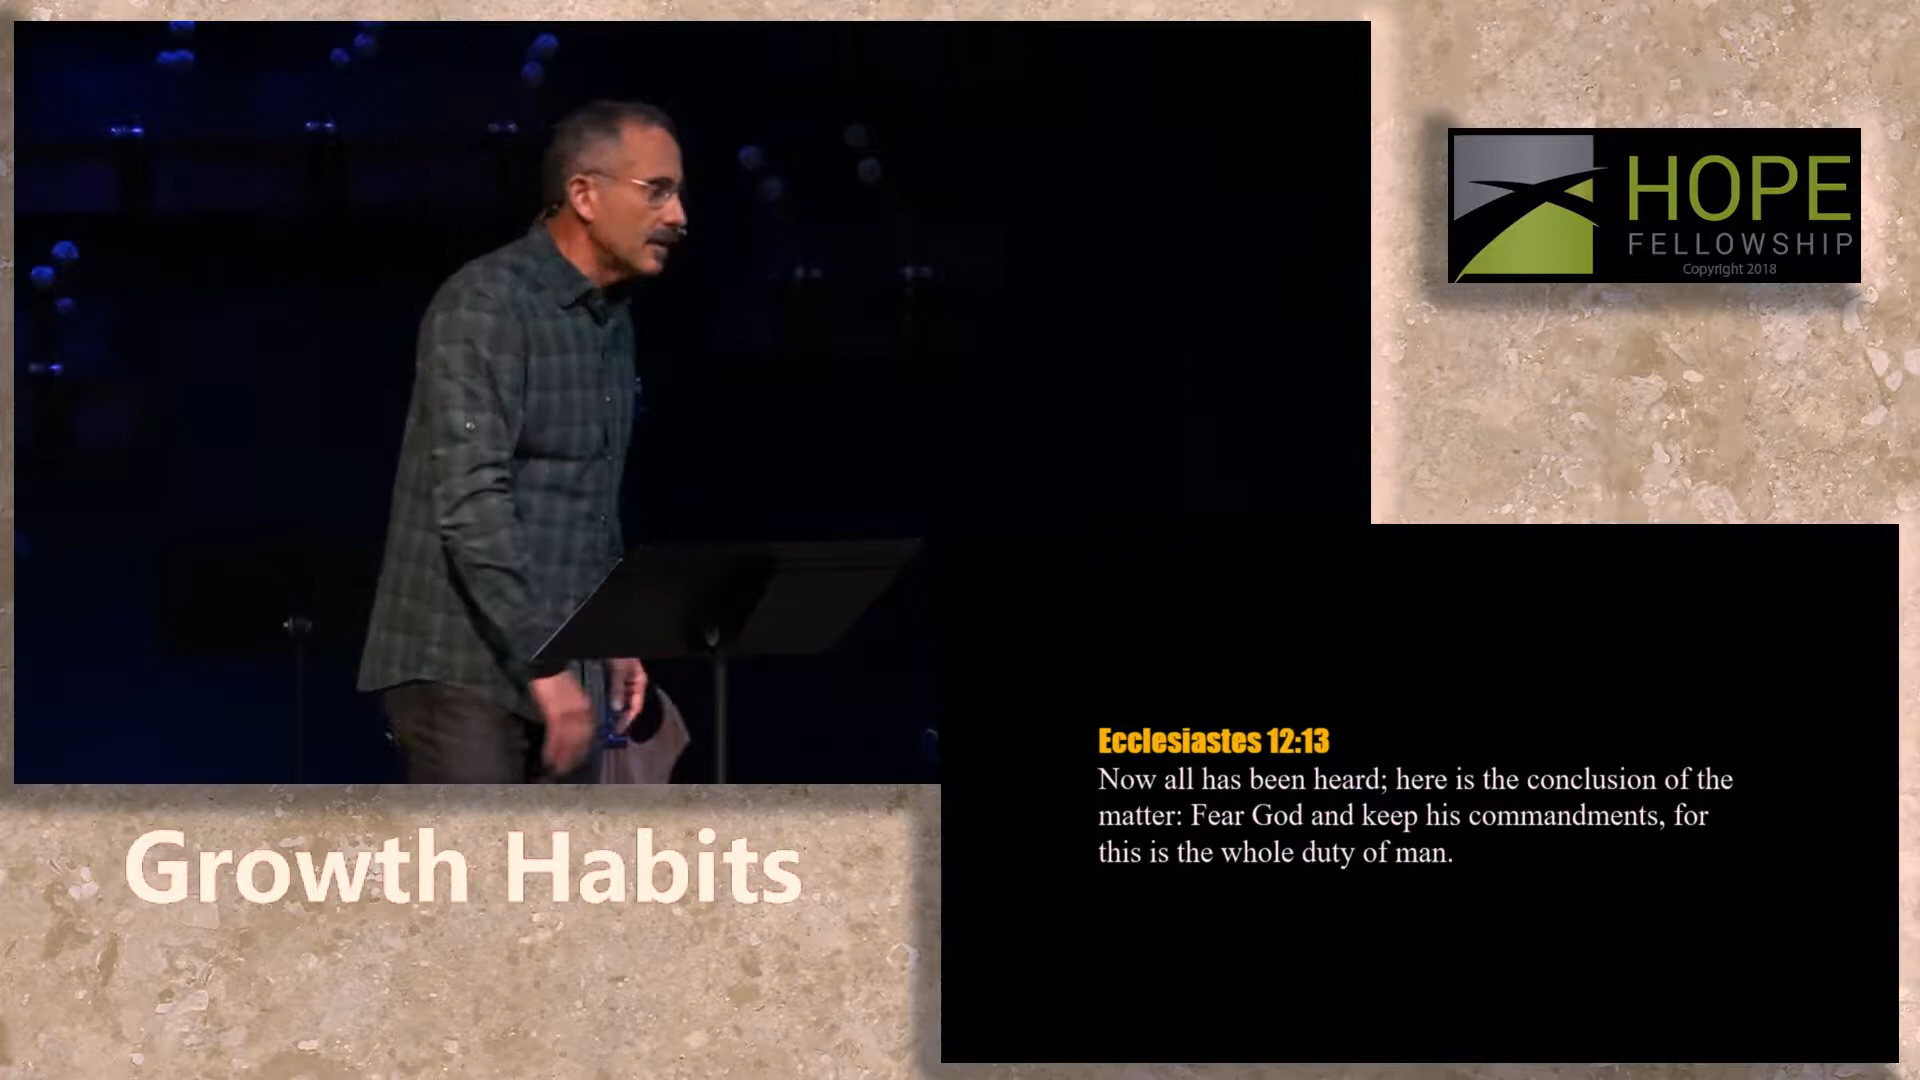 HOPE
FELLOWSHIP
Copyright 2018
Ecclesiastes 12:13
Now all has been heard; here is the conclusion of the
matter: Fear God and keep his commandments, for
this is the whole duty of man.
Growth Habits